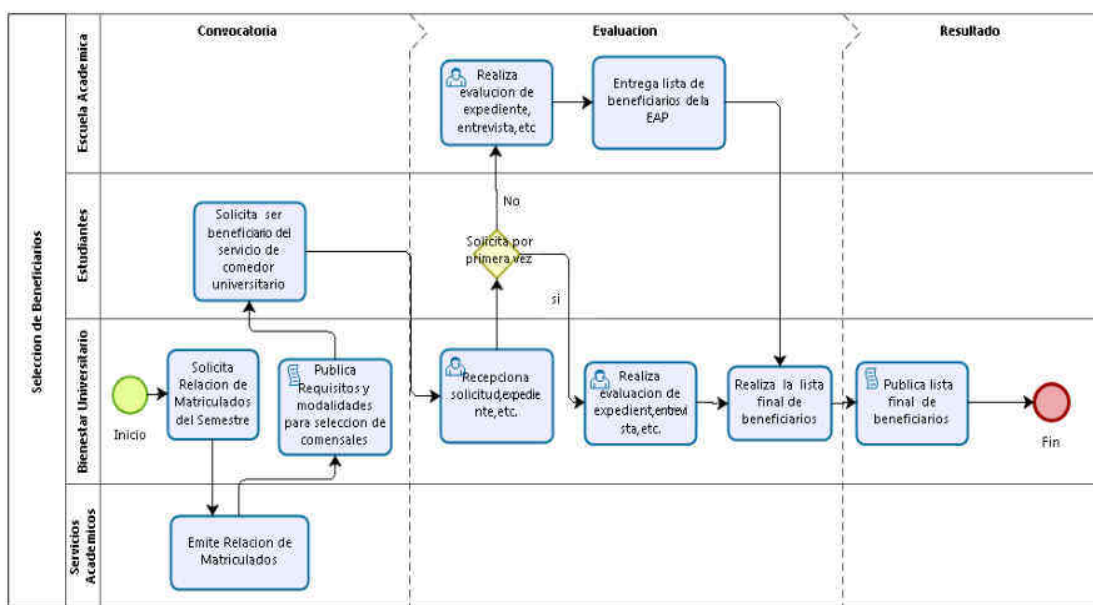 Convocatoria
Evaluacion
Resultado
Seleccion de Beneficiarios
Escuela Academica
Realiza
evalucion de
expediente,
entrevista, etc
Entrega lista de
beneficiarios dela
EAP
Estudiantes
Solicita ser
beneficiario del
servicio de
comedor
universitario
No
Solicita por
primera vez
si
Bienestar Universitario
Inicio
Solicita
Relacion de
Matriculados
del Semestre
Publica
Requisitos y
modalidades
para seleccion de
comensales
Recepciona
solicitud,expedie
nte,etc.
Realiza
evaluacion de
expedient,entrevi
sta,etc.
Realiza la lista
final de
beneficiarios
Publica lista
final de
beneficiarios
Fin
Servicios
Academicos
Emite Relacion de
Matriculados